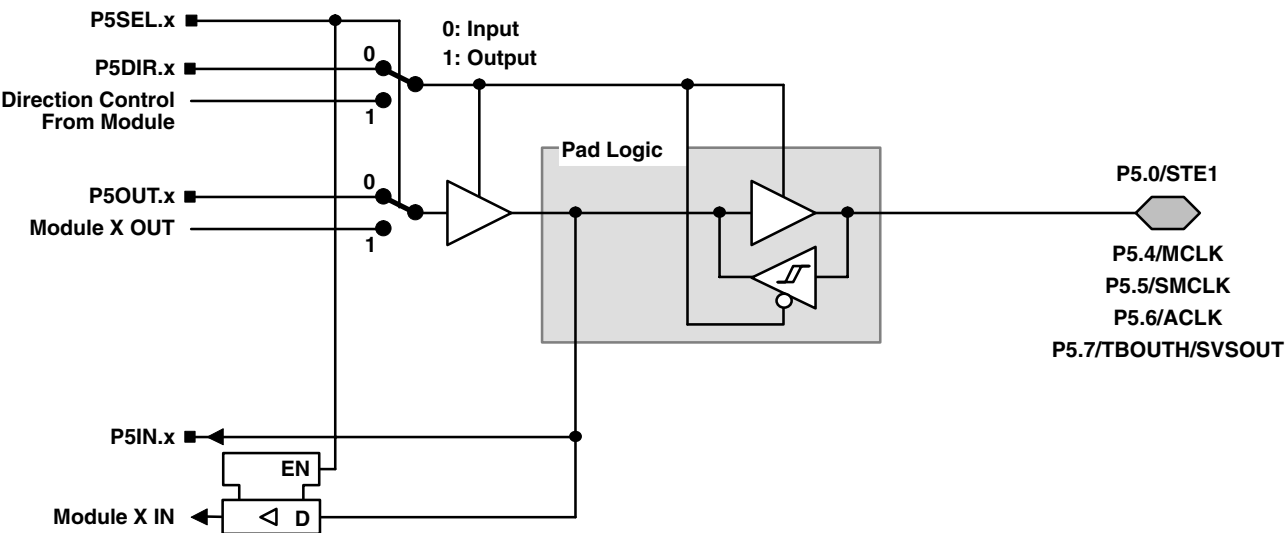 P5SEL.x
0: Input
1: Output
P5DIR.x
0
Direction Control
From Module
1
Pad Logic
P5OUT.x
0
Module X OUT
1
P5.0/STE1
P5.4/MCLK
P5.5/SMCLK
P5.6/ACLK
P5.7/TBOUTH/SVSOUT
P5IN.x
EN
Module X IN
D